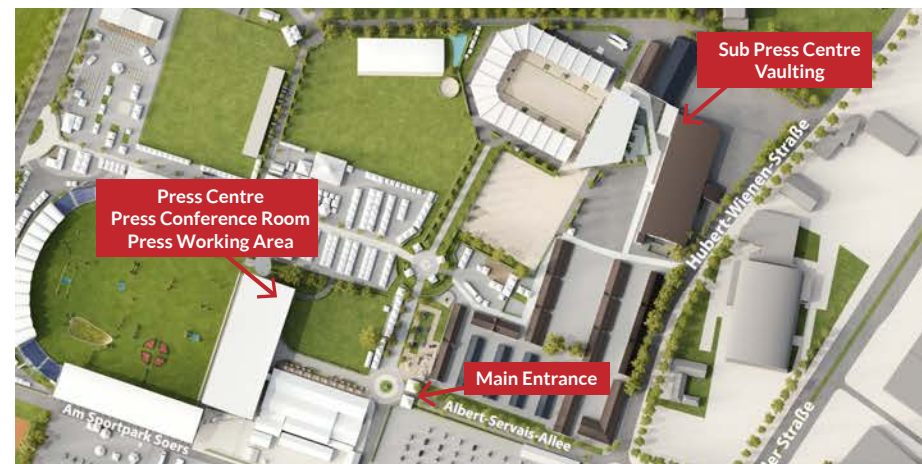 Sub Press Centre
Vaulting
Hubert-Wienen-Straße
Press Centre
Press Conference Room
Press Working Area
Main Entrance
Albert-Servais-Allee
Am Sportpark Soers
Straße